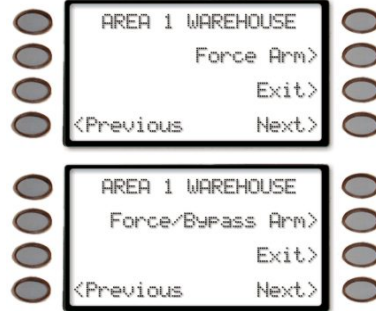 AREA 1 WAREHOUSE
Force Arm>
Exit>
<Previous Next>
AREA 1 WAREHOUSE
Force/Bypass Arm>
Exit>
<Previous Next>